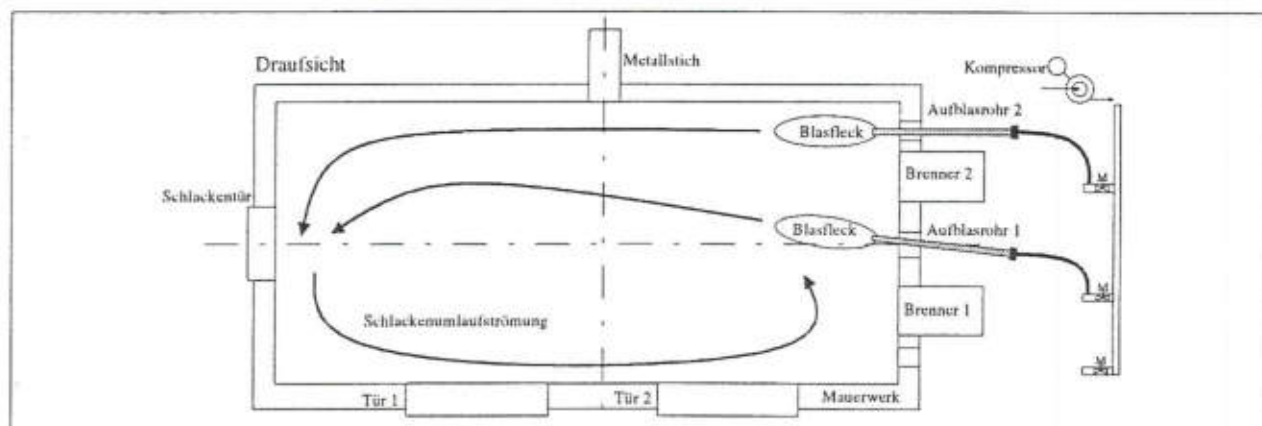 Draufsicht
Metallstich
Kompressor
Aufblasrohr 2
Blasfleck
Brenner 2
Schlackentür
M
Blasfleck
Aufblasrohr 1
M
Brenner 1
Schlackenumlaufströmung
M
Tür 1
Tür 2
Mauerwerk